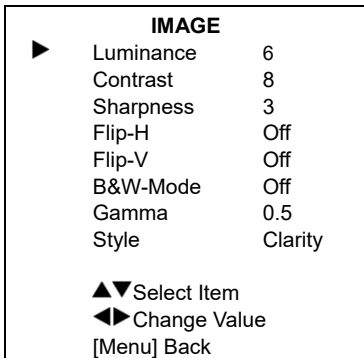 IMAGE
▶ Luminance 6
Contrast 8
Sharpness 3
Flip-H Off
Flip-V Off
B&W-Mode Off
Gamma 0.5
Style Clarity
▲▼Select Item
◀▶Change Value
[Menu] Back